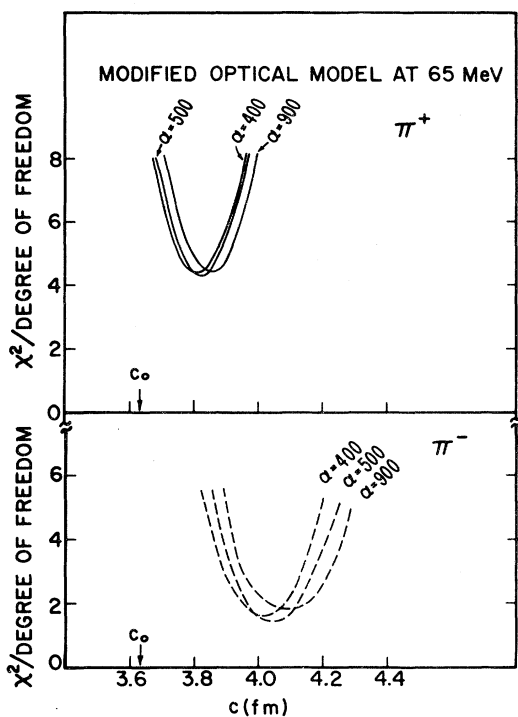 MODIFIED OPTICAL MODEL AT 65 MeV
α=500
α=400
α=900
π+
χ²/DEGREE OF FREEDOM
8
6
4
2
0
c₀
π-
α=400
α=500
α=900
χ²/DEGREE OF FREEDOM
6
4
2
0
c₀
3.6 3.8 4.0 4.2 4.4
c(fm)